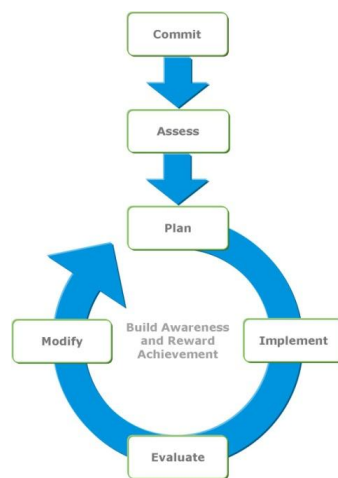 Commit
Assess
Plan
Build Awareness
and Reward
Achievement
Modify
Implement
Evaluate